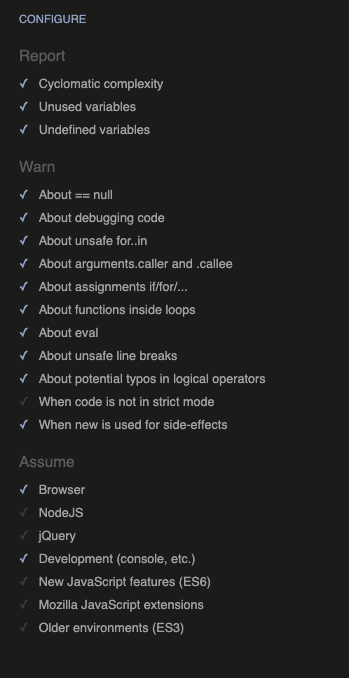 CONFIGURE
Report
✓ Cyclomatic complexity
✓ Unused variables
✓ Undefined variables
Warn
✓ About == null
✓ About debugging code
✓ About unsafe for..in
✓ About arguments.caller and .callee
✓ About assignments if/for/...
✓ About functions inside loops
✓ About eval
✓ About unsafe line breaks
✓ About potential typos in logical operators
✓ When code is not in strict mode
✓ When new is used for side-effects
Assume
✓ Browser
✓ NodeJS
✓ jQuery
✓ Development (console, etc.)
✓ New JavaScript features (ES6)
✓ Mozilla JavaScript extensions
✓ Older environments (ES3)